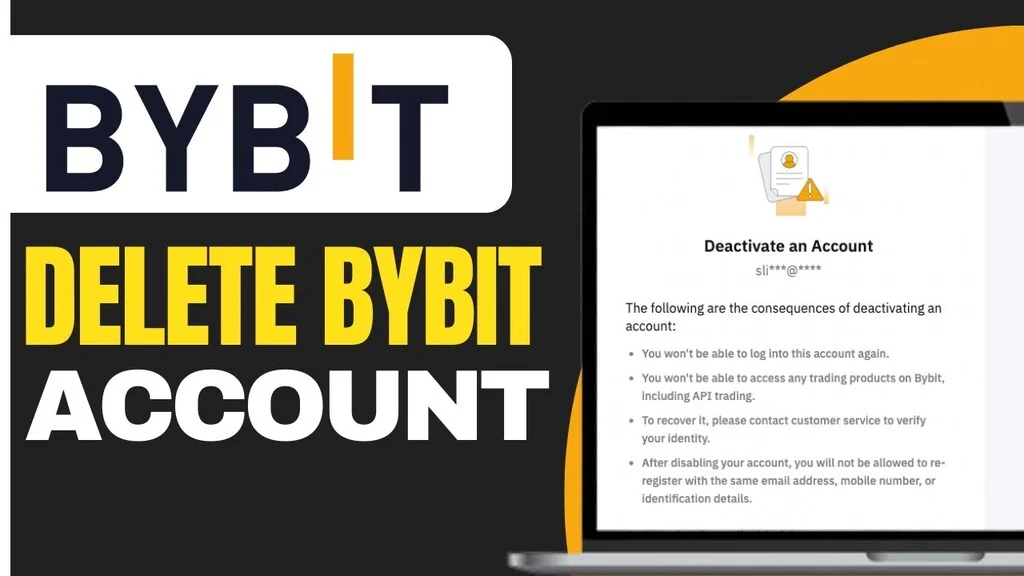 BYBIT
DELETE BYBIT
ACCOUNT
Deactivate an Account
sli***@****
The following are the consequences of deactivating an
account:
• You won't be able to log into this account again.
• You won't be able to access any trading products on Bybit,
including API trading.
• To recover it, please contact customer service to verify
your identity.
• After disabling your account, you will not be allowed to re-
register with the same email address, mobile number, or
identification details.